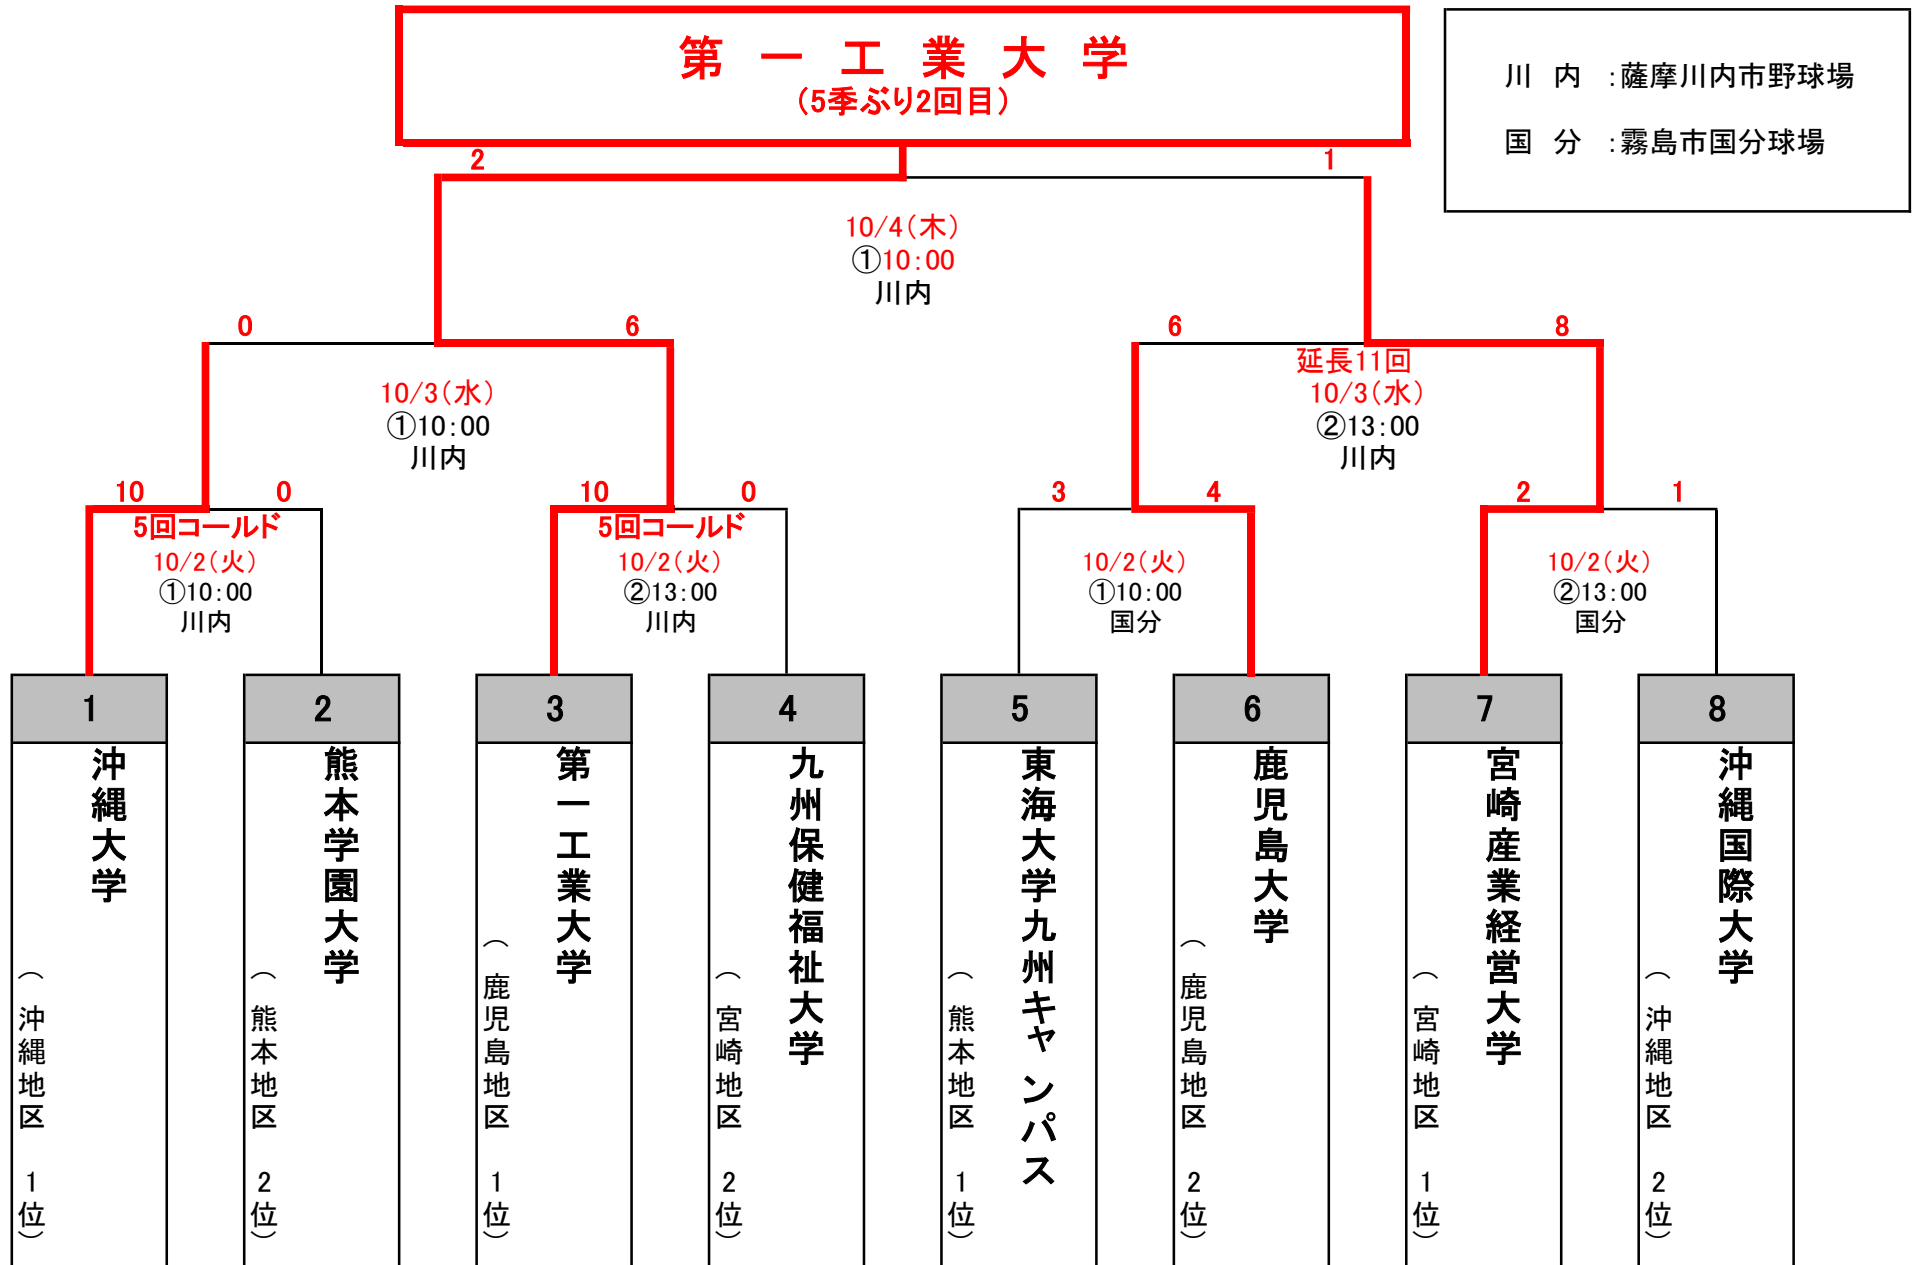 第一工業大学
(5季ぶり2回目)
川内 :薩摩川内市野球場
国分 :霧島市国分球場
2
1
10/4(木)
①10:00
川内
0
6
6
8
10/3(水)
①10:00
川内
延長11回
10/3(水)
②13:00
川内
10
0
10
0
3
4
2
1
5回コールド
10/2(火)
①10:00
川内
5回コールド
10/2(火)
②13:00
川内
10/2(火)
①10:00
国分
10/2(火)
②13:00
国分
1
沖縄大学
(沖縄地区 1位)
2
熊本学園大学
(熊本地区 2位)
3
第一工業大学
(鹿児島地区 1位)
4
九州保健福祉大学
(宮崎地区 2位)
5
東海大学九州キャンパス
(熊本地区 1位)
6
鹿児島大学
(鹿児島地区 2位)
7
宮崎産業経営大学
(宮崎地区 1位)
8
沖縄国際大学
(沖縄地区 2位)